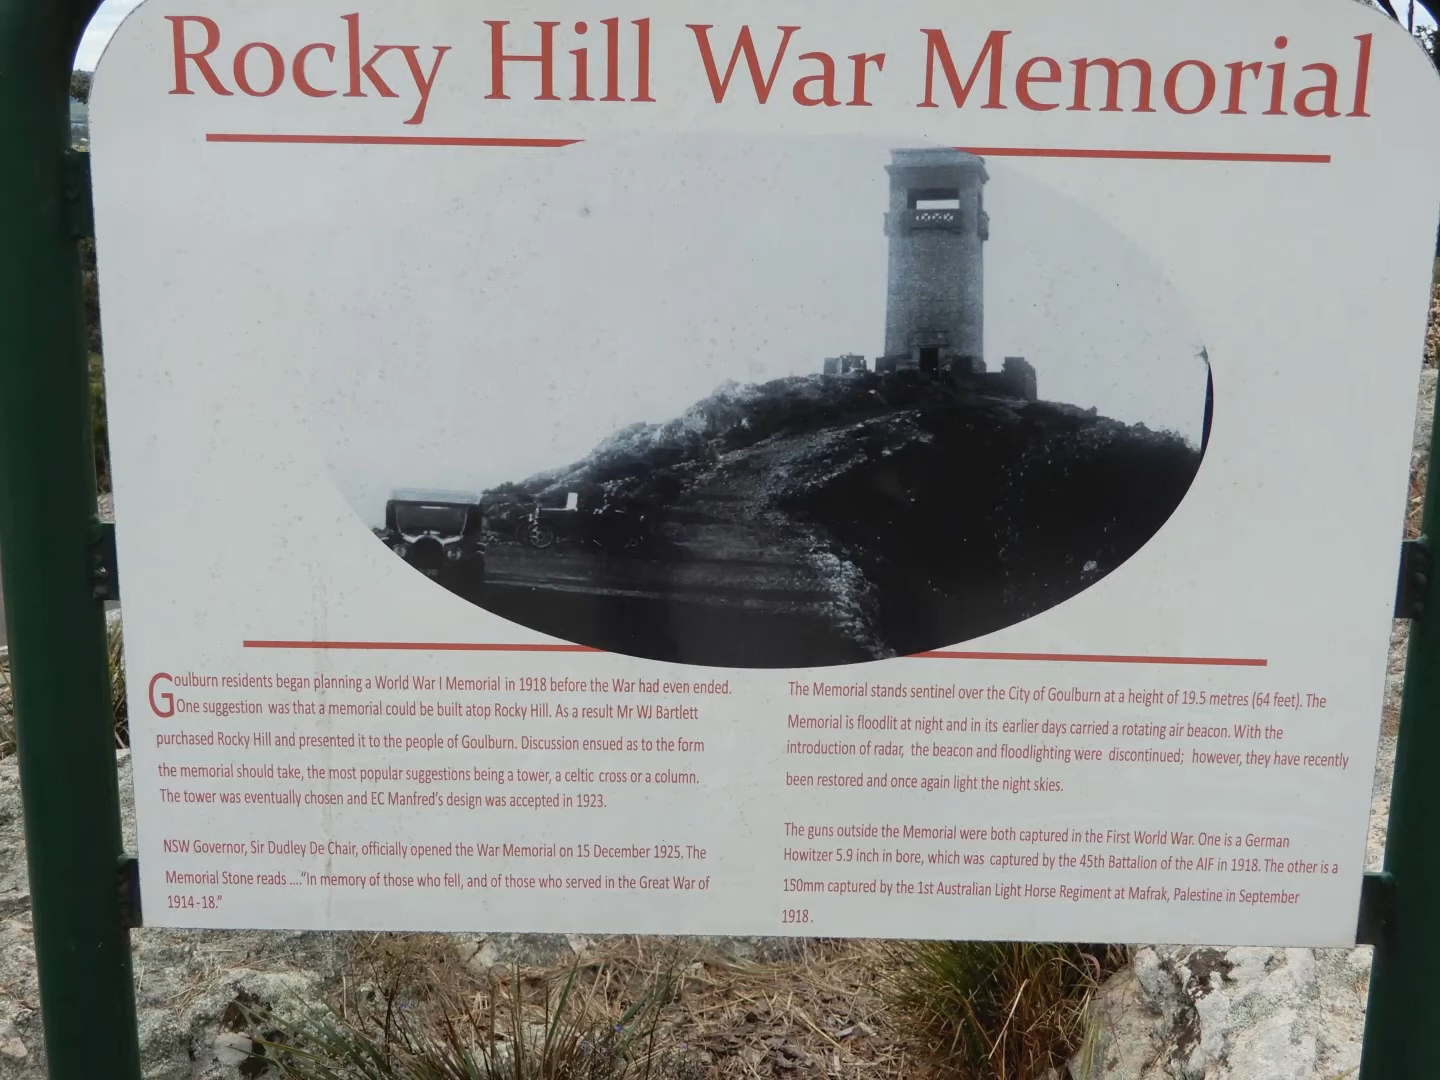 Rocky Hill War Memorial
Goulburn residents began planning a World War I Memorial in 1918 before the War had even ended.
One suggestion was that a memorial could be built atop Rocky Hill. As a result Mr WJ Bartlett
purchased Rocky Hill and presented it to the people of Goulburn. Discussion ensued as to the form
the memorial should take, the most popular suggestions being a tower, a celtic cross or a column.
The tower was eventually chosen and EC Manfred's design was accepted in 1923.
NSW Governor, Sir Dudley De Chair, officially opened the War Memorial on 15 December 1925. The
Memorial Stone reads ...."In memory of those who fell, and of those who served in the Great War of
1914-18."
The Memorial stands sentinel over the City of Goulburn at a height of 19.5 metres (64 feet). The
Memorial is floodlit at night and in its earlier days carried a rotating air beacon. With the
introduction of radar, the beacon and floodlighting were discontinued; however, they have recently
been restored and once again light the night skies.
The guns outside the Memorial were both captured in the First World War. One is a German
Howitzer 5.9 inch in bore, which was captured by the 45th Battalion of the AIF in 1918. The other is a
150mm captured by the 1st Australian Light Horse Regiment at Mafrak, Palestine in September
1918.